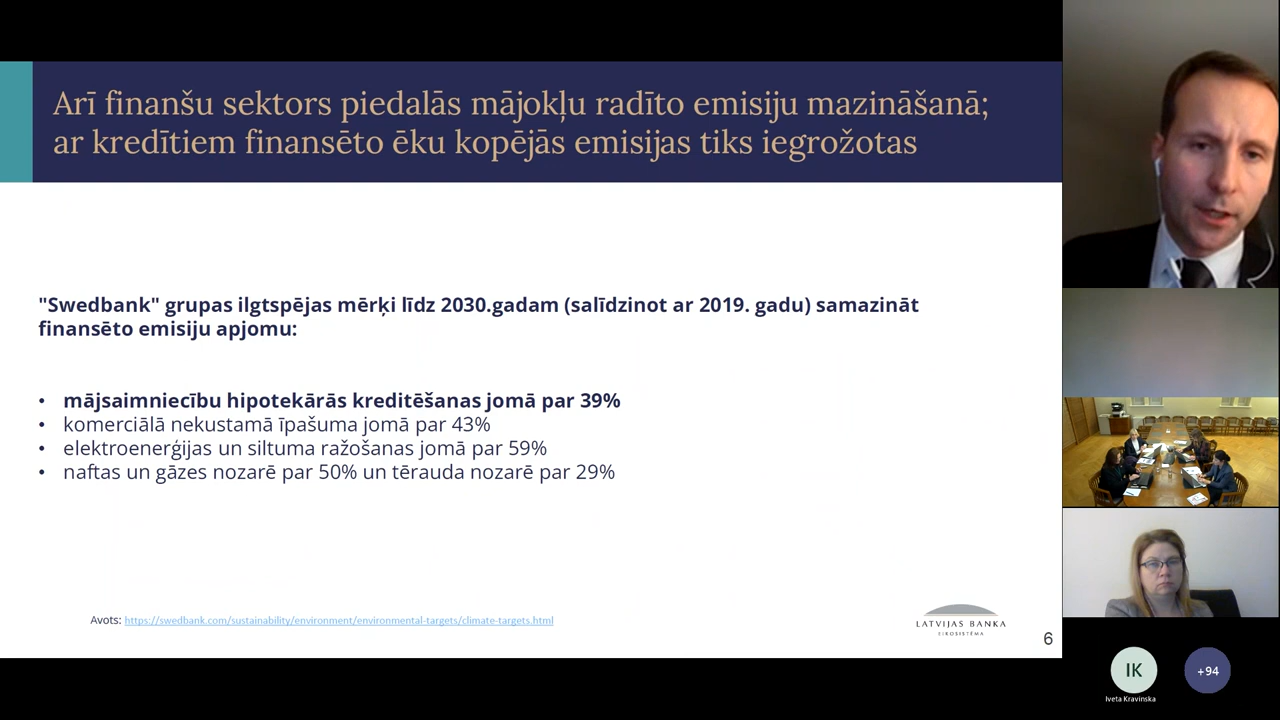 Arī finanšu sektors piedalās mājokļu radīto emisiju mazināšanā;
ar kredītiem finansēto ēku kopējās emisijas tiks iegrožotas
"Swedbank" grupas ilgtspējas mērķi līdz 2030.gadam (salīdzinot ar 2019. gadu) samazināt
finansēto emisiju apjomu:
• mājsaimniecību hipotekārās kreditēšanas jomā par 39%
• komerciālā nekustamā īpašuma jomā par 43%
• elektroenerģijas un siltuma ražošanas jomā par 59%
• naftas un gāzes nozarē par 50% un tērauda nozarē par 29%
Avots: https://swedbank.com/sustainability/environment/environmental-targets/climate-targets.html
LATVIJAS BANKA
EIROSISTĒMA
6
IK
+94
Iveta Kravinska